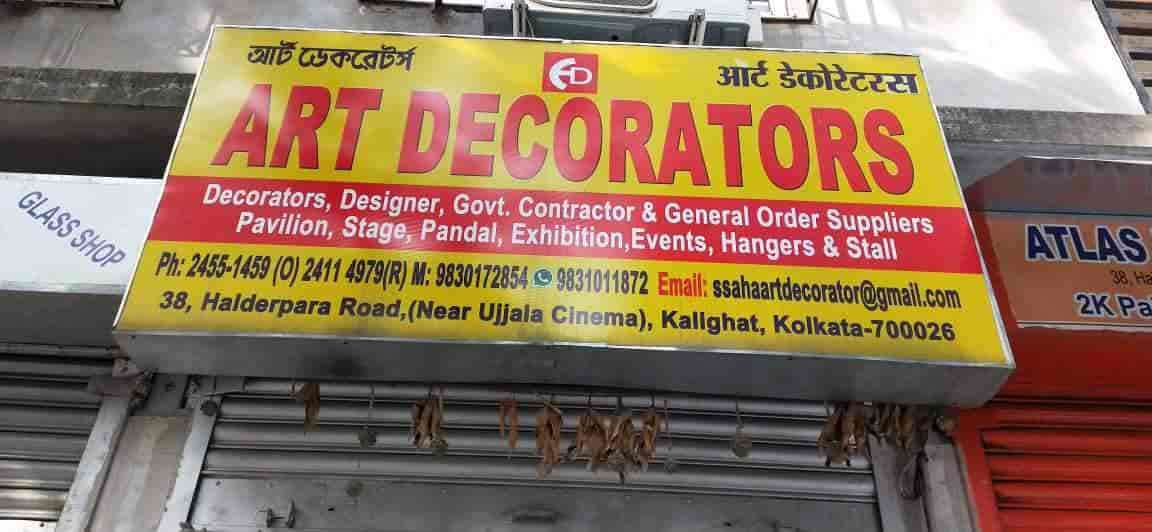 আর্ট ডেকরেটর্স
आर्ट डेकोरेटरस
ART DECORATORS
Decorators, Designer, Govt. Contractor & General Order Suppliers
Pavilion, Stage, Pandal, Exhibition,Events, Hangers & Stall
Ph: 2455-1459 (O) 2411 4979(R) M: 9830172854 9831011872 Email: ssahaartdecorator@gmail.com
38, Halderpara Road,(Near Ujjala Cinema), Kalighat, Kolkata-700026
GLASS SHOP
ATLAS
38, Ha
2K Pa